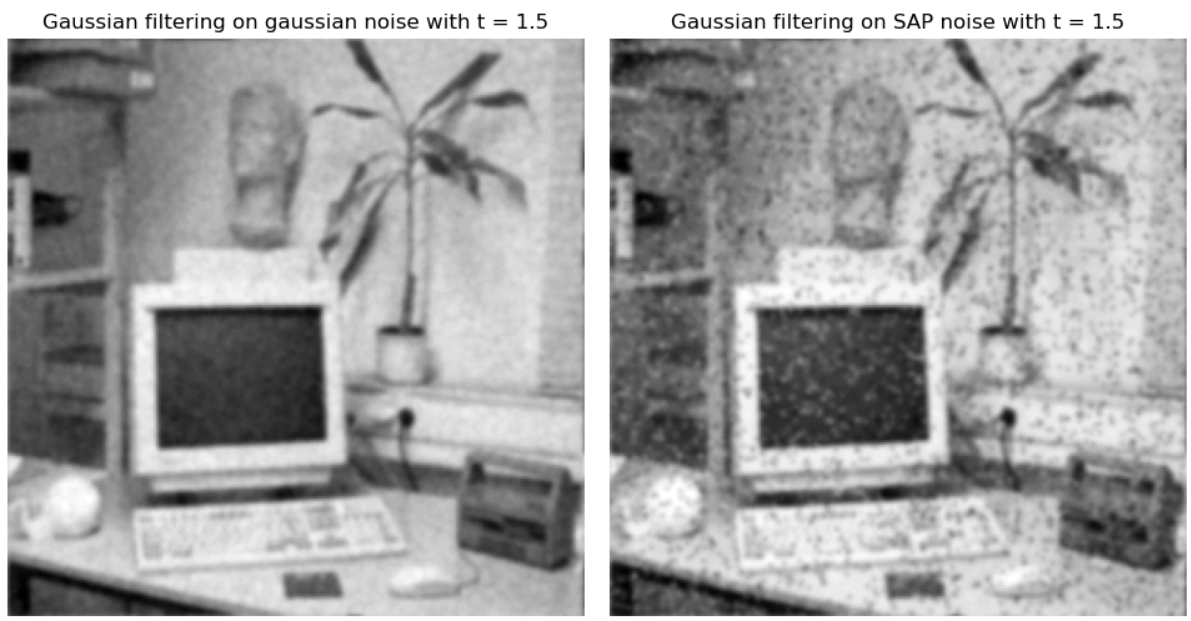 Gaussian filtering on gaussian noise with t = 1.5
Gaussian filtering on SAP noise with t = 1.5